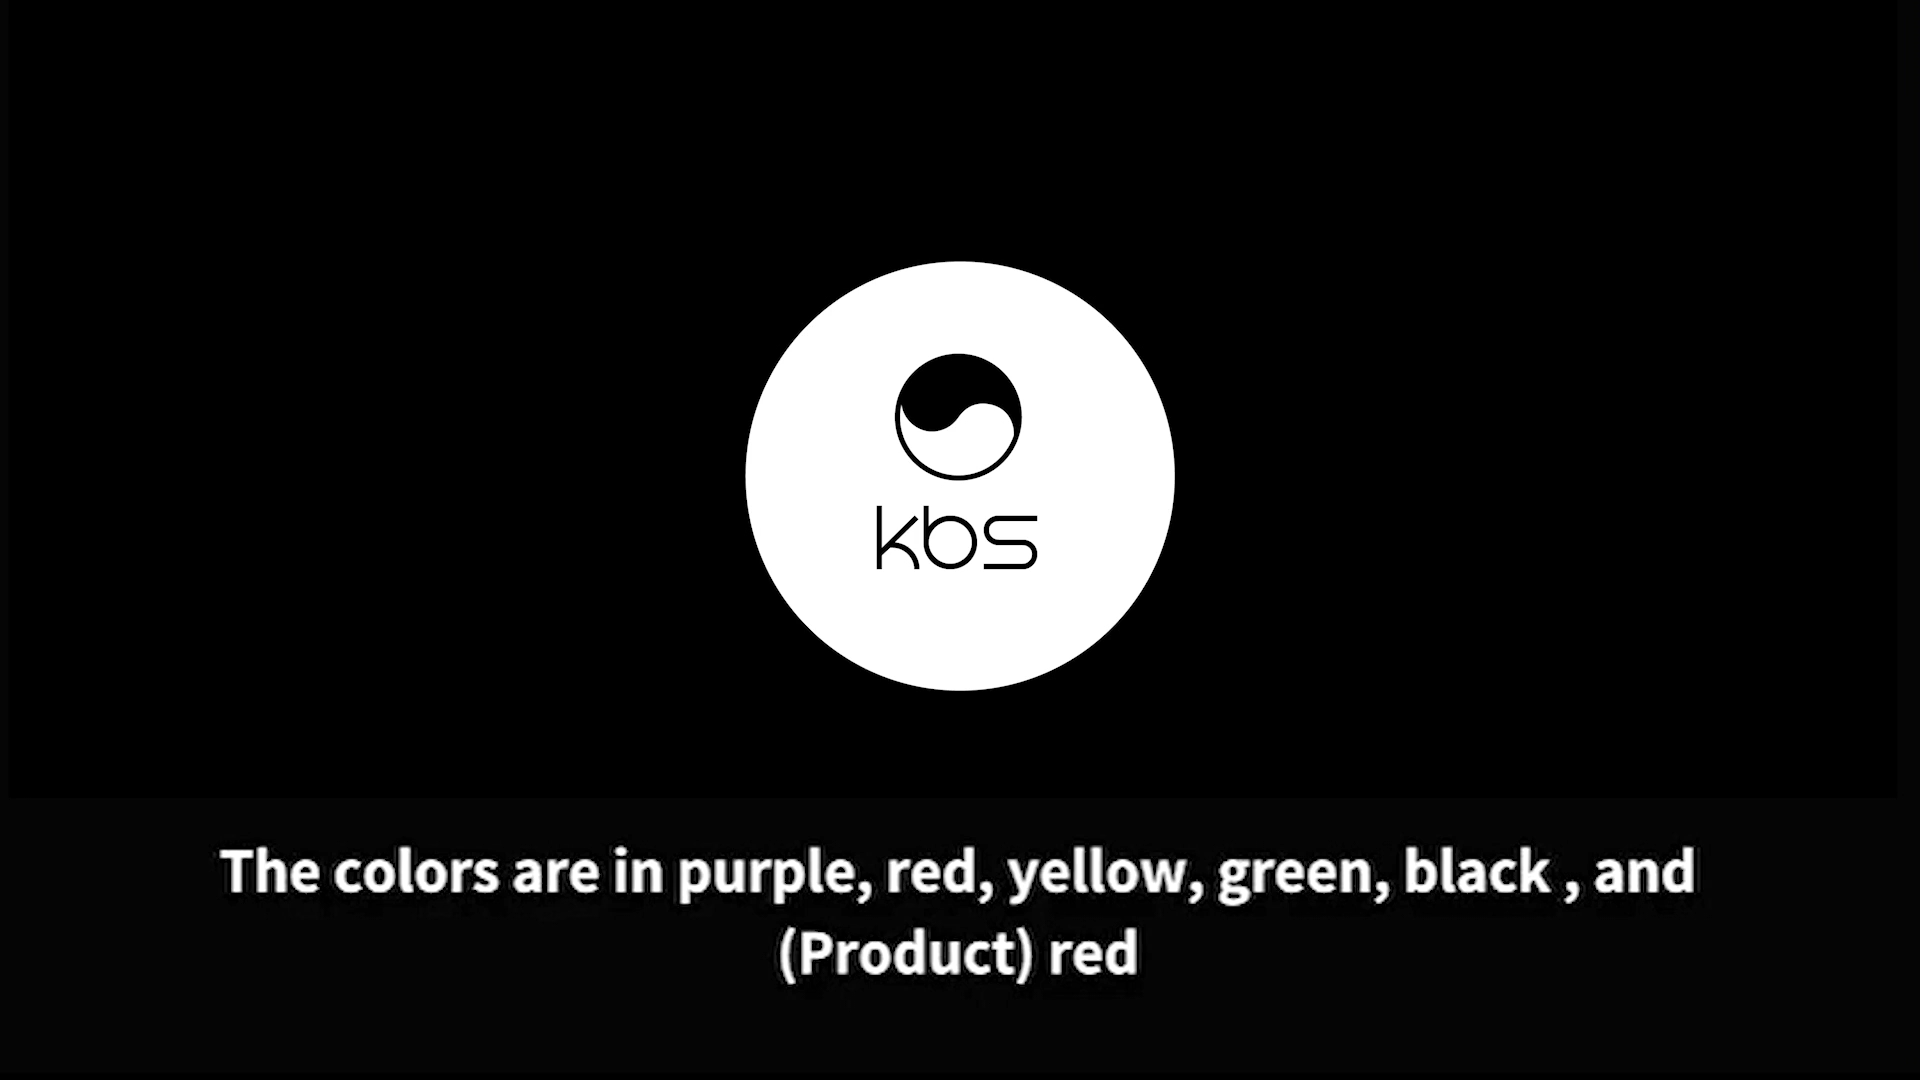 kbs
The colors are in purple, red, yellow, green, black , and
(Product) red